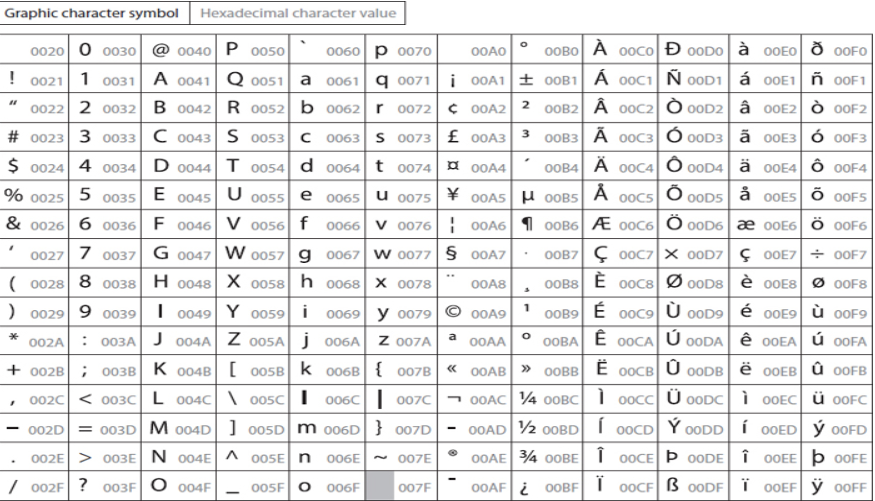 Graphic character symbol Hexadecimal character value
0020 0 0030 @ 0040 P 0050 ` 0060 p 0070 00A0 ° 00B0 À 00C0 Ð 00D0 à 00E0 ð 00F0
! 0021 1 0031 A 0041 Q 0051 a 0061 q 0071 ¡ 00A1 ± 00B1 Á 00C1 Ñ 00D1 á 00E1 ñ 00F1
" 0022 2 0032 B 0042 R 0052 b 0062 r 0072 ¢ 00A2 ² 00B2 Â 00C2 Ò 00D2 â 00E2 ò 00F2
# 0023 3 0033 C 0043 S 0053 c 0063 s 0073 £ 00A3 ³ 00B3 Ã 00C3 Ó 00D3 ã 00E3 ó 00F3
$ 0024 4 0034 D 0044 T 0054 d 0064 t 0074 ¤ 00A4 ´ 00B4 Ä 00C4 Ô 00D4 ä 00E4 ô 00F4
% 0025 5 0035 E 0045 U 0055 e 0065 u 0075 ¥ 00A5 µ 00B5 Å 00C5 Õ 00D5 å 00E5 õ 00F5
& 0026 6 0036 F 0046 V 0056 f 0066 v 0076 ¦ 00A6 ¶ 00B6 Æ 00C6 Ö 00D6 æ 00E6 ö 00F6
' 0027 7 0037 G 0047 W 0057 g 0067 w 0077 § 00A7 · 00B7 Ç 00C7 × 00D7 ç 00E7 ÷ 00F7
( 0028 8 0038 H 0048 X 0058 h 0068 x 0078 ¨ 00A8 ¸ 00B8 È 00C8 Ø 00D8 è 00E8 ø 00F8
) 0029 9 0039 I 0049 Y 0059 i 0069 y 0079 © 00A9 ¹ 00B9 É 00C9 Ù 00D9 é 00E9 ù 00F9
* 002A : 003A J 004A Z 005A j 006A z 007A ª 00AA º 00BA Ê 00CA Ú 00DA ê 00EA ú 00FA
+ 002B ; 003B K 004B [ 005B k 006B { 007B « 00AB » 00BB Ë 00CB Û 00DB ë 00EB û 00FB
, 002C < 003C L 004C \ 005C l 006C | 007C ¬ 00AC ¼ 00BC Ì 00CC Ü 00DC ì 00EC ü 00FC
- 002D = 003D M 004D ] 005D m 006D } 007D - 00AD ½ 00BD Í 00CD Ý 00DD í 00ED ý 00FD
. 002E > 003E N 004E ^ 005E n 006E ~ 007E ® 00AE ¾ 00BE Î 00CE Þ 00DE î 00EE þ 00FE
/ 002F ? 003F O 004F _ 005F o 006F 007F ¯ 00AF ¿ 00BF Ï 00CF ß 00DF ï 00EF ÿ 00FF